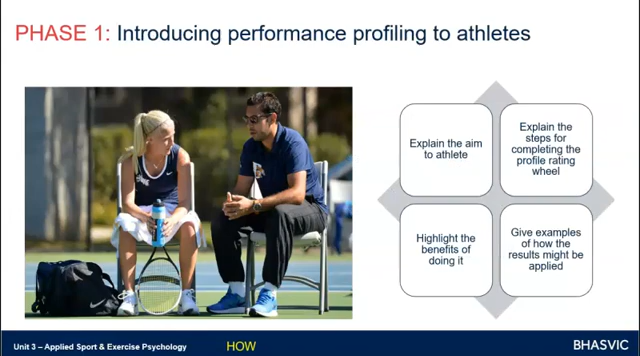 PHASE 1: Introducing performance profiling to athletes
Explain the aim
to athlete
Explain the
steps for
completing the
profile rating
wheel
Highlight the
benefits of
doing it
Give examples
of how the
results might be
applied
Unit 3 – Applied Sport & Exercise Psychology
HOW
BHASVIC